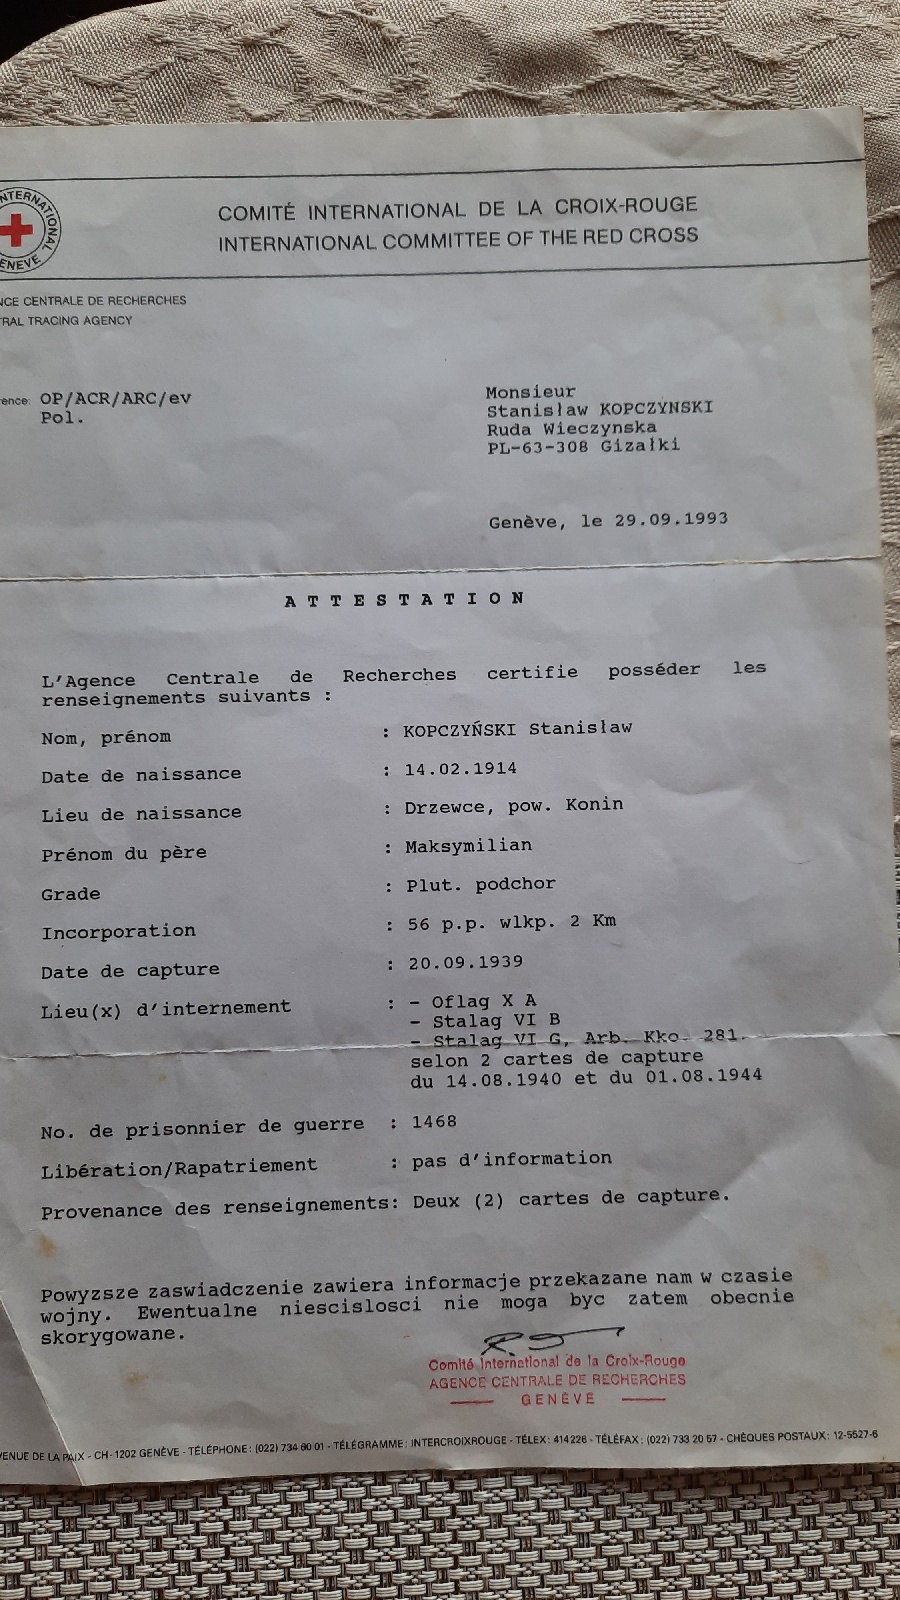 INTERNATIONAL
COMITÉ INTERNATIONAL DE LA CROIX-ROUGE
INTERNATIONAL COMMITTEE OF THE RED CROSS
CENTRALE DE RECHERCHES
TRACING AGENCY
OP/ACR/ARC/ev
Pol.
Monsieur
Stanisław KOPCZYNSKI
Ruda Wieczynska
PL-63-308 Gizałki
Genève, le 29.09.1993
A T T E S T A T I O N
L'Agence Centrale de Recherches certifie posséder les
renseignements suivants :
Nom, prénom : KOPCZYŃSKI Stanisław
Date de naissance : 14.02.1914
Lieu de naissance : Drzewce, pow. Konin
Prénom du père : Maksymilian
Grade : Plut. podchor
Incorporation : 56 p.p. wlkp. 2 Km
Date de capture : 20.09.1939
Lieu(x) d'internement : - Oflag X A
- Stalag VI B
- Stalag VI G, Arb. Kko. 281.
selon 2 cartes de capture
du 14.08.1940 et du 01.08.1944
No. de prisonnier de guerre : 1468
Libération/Rapatriement : pas d'information
Provenance des renseignements: Deux (2) cartes de capture.
Powyzsze zaswiadczenie zawiera informacje przekazane nam w czasie
wojny. Ewentualne niescislosci nie moga byc zatem obecnie
skorygowane.
Comité International de la Croix-Rouge
AGENCE CENTRALE DE RECHERCHES
GENÈVE
DE LA PAIX - CH-1202 GENÈVE - TÉLÉPHONE: (022) 734 60 01 - TÉLÉGRAMME: INTERCROIXROUGE - TÉLEX: 414226 - TÉLÉFAX: (022) 733 20 57 - CHÈQUES POSTAUX: 12-5527-6